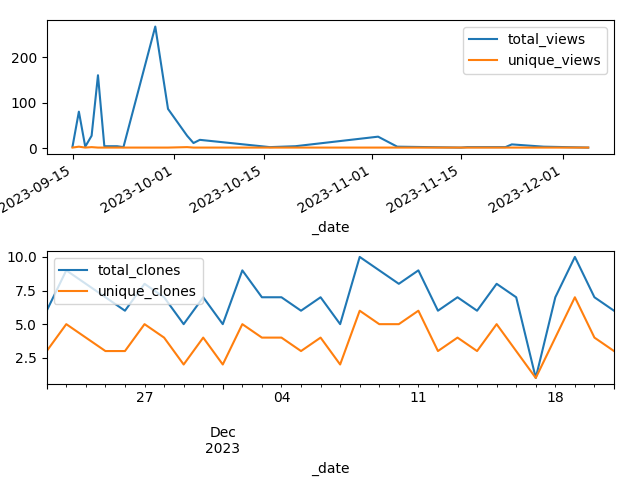 200
100
0
total_views
unique_views
2023-09-15
2023-10-01
2023-10-15
2023-11-01
2023-11-15
2023-12-01
_date
10.0
7.5
5.0
2.5
total_clones
unique_clones
27
04
11
18
Dec
2023
_date